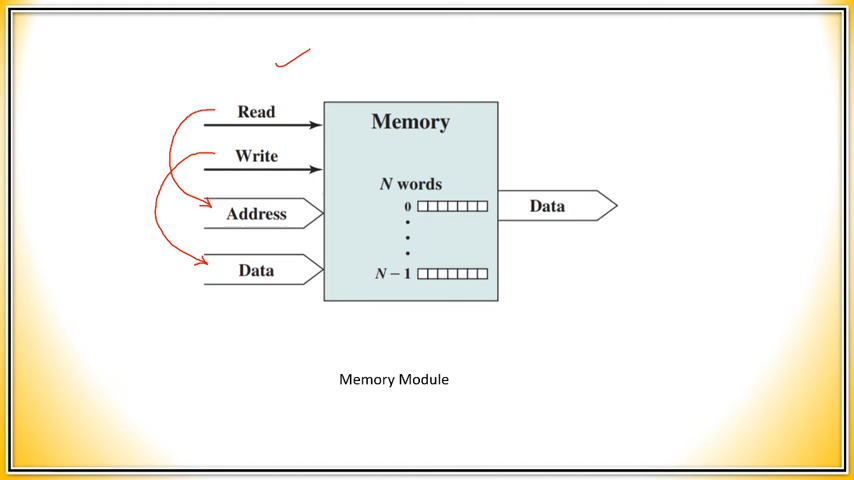 Read
Memory
Write
N words
0
Address
Data
Data
N – 1
Memory Module